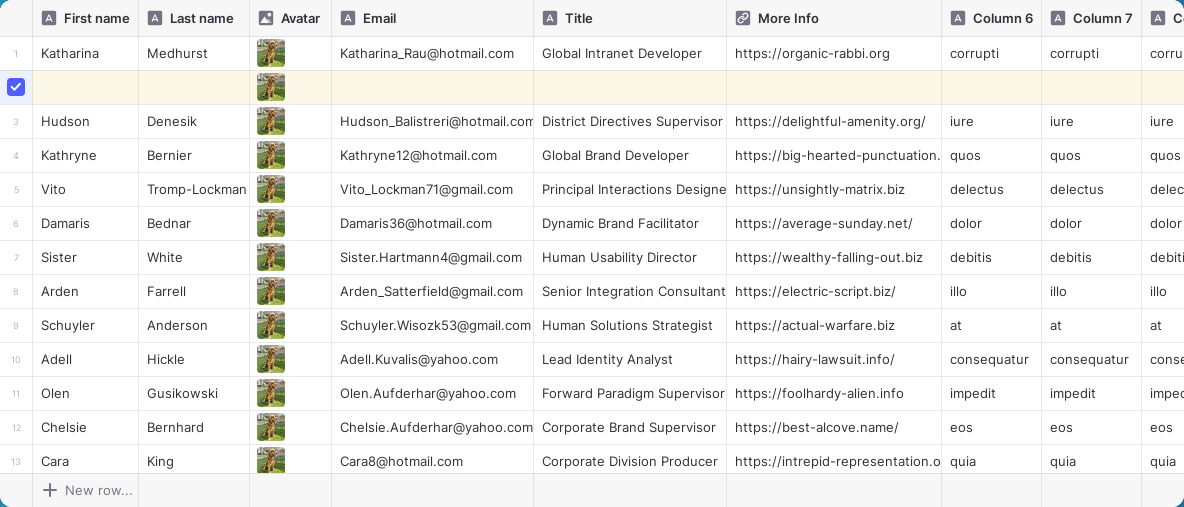 First name Last name Avatar Email Title More Info Column 6 Column 7
1 Katharina Medhurst Katharina_Rau@hotmail.com Global Intranet Developer https://organic-rabbi.org corrupti corrupti corru
3 Hudson Denesik Hudson_Balistreri@hotmail.com District Directives Supervisor https://delightful-amenity.org/ iure iure iure
4 Kathryne Bernier Kathryne12@hotmail.com Global Brand Developer https://big-hearted-punctuation. quos quos quos
5 Vito Tromp-Lockman Vito_Lockman71@gmail.com Principal Interactions Designe https://unsightly-matrix.biz delectus delectus delec
6 Damaris Bednar Damaris36@hotmail.com Dynamic Brand Facilitator https://average-sunday.net/ dolor dolor dolor
7 Sister White Sister.Hartmann4@gmail.com Human Usability Director https://wealthy-falling-out.biz debitis debitis debiti
8 Arden Farrell Arden_Satterfield@gmail.com Senior Integration Consultant https://electric-script.biz/ illo illo illo
9 Schuyler Anderson Schuyler.Wisozk53@gmail.com Human Solutions Strategist https://actual-warfare.biz at at at
10 Adell Hickle Adell.Kuvalis@yahoo.com Lead Identity Analyst https://hairy-lawsuit.info/ consequatur consequatur conse
11 Olen Gusikowski Olen.Aufderhar@yahoo.com Forward Paradigm Supervisor https://foolhardy-alien.info impedit impedit imped
12 Chelsie Bernhard Chelsie.Aufderhar@yahoo.com Corporate Brand Supervisor https://best-alcove.name/ eos eos eos
13 Cara King Cara8@hotmail.com Corporate Division Producer https://intrepid-representation.o quia quia quia
New row...